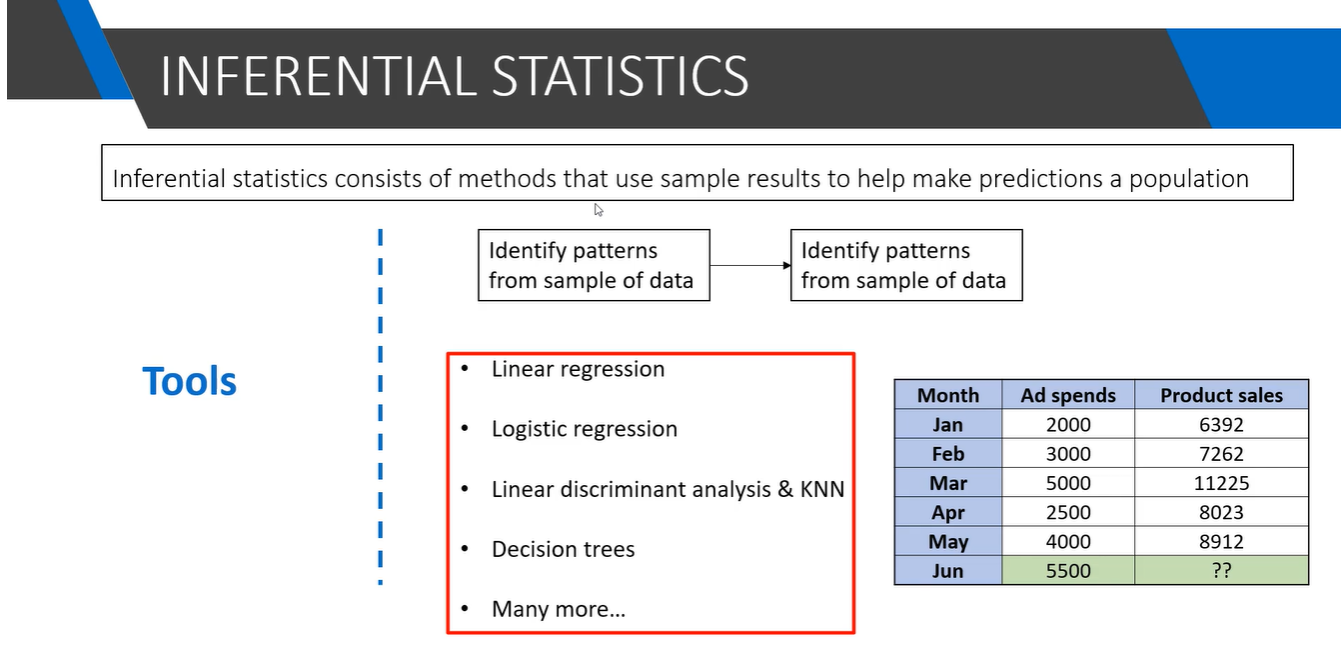 INFERENTIAL STATISTICS
Inferential statistics consists of methods that use sample results to help make predictions a population
Identify patterns
from sample of data
Identify patterns
from sample of data
Tools
• Linear regression
• Logistic regression
• Linear discriminant analysis & KNN
• Decision trees
• Many more...
Month Ad spends Product sales
Jan 2000 6392
Feb 3000 7262
Mar 5000 11225
Apr 2500 8023
May 4000 8912
Jun 5500 ??